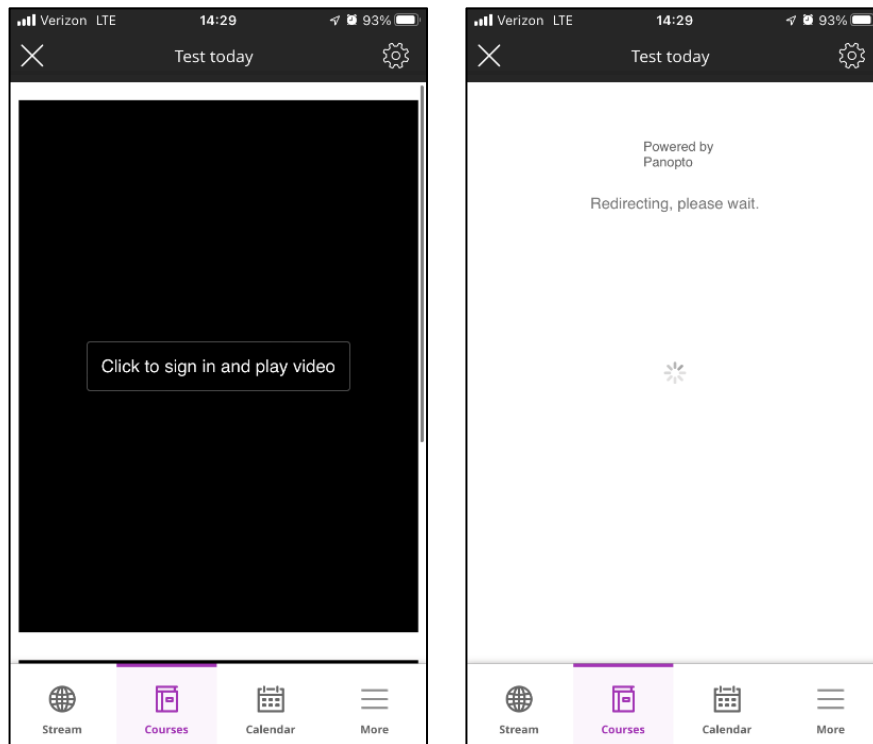 Verizon LTE 14:29 93%
Test today
Click to sign in and play video
Stream Courses Calendar More
Verizon LTE 14:29 93%
Test today
Powered by
Panopto
Redirecting, please wait.
Stream Courses Calendar More